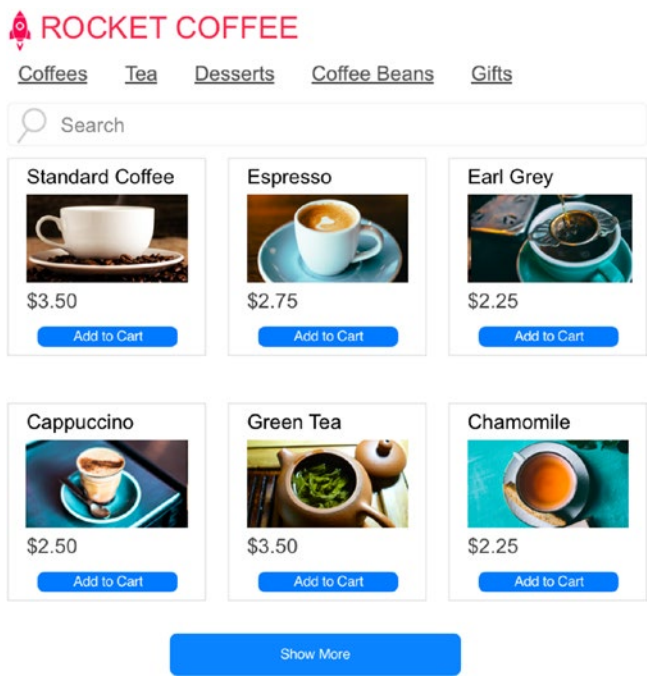 ROCKET COFFEE
Coffees Tea Desserts Coffee Beans Gifts
Search
Standard Coffee Espresso Earl Grey
$3.50 $2.75 $2.25
Add to Cart Add to Cart Add to Cart
Cappuccino Green Tea Chamomile
$2.50 $3.50 $2.25
Add to Cart Add to Cart Add to Cart
Show More